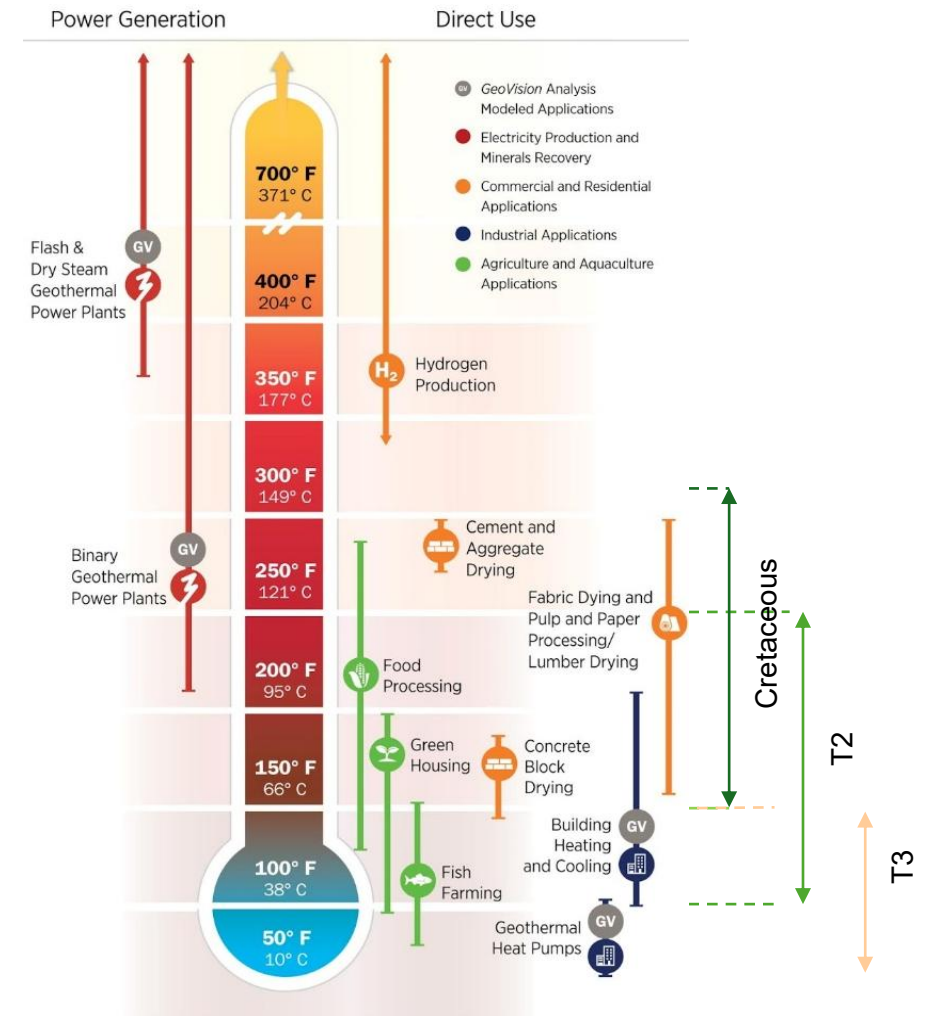 Power Generation
Direct Use
GV GeoVision Analysis
Modeled Applications
Electricity Production and
Minerals Recovery
Commercial and Residential
Applications
Industrial Applications
Agriculture and Aquaculture
Applications
700° F
371° C
GV
Flash &
Dry Steam
Geothermal
Power Plants
400° F
204° C
H2
Hydrogen
Production
350° F
177° C
300° F
149° C
Cement and
Aggregate
Drying
GV
Binary
Geothermal
Power Plants
250° F
121° C
Fabric Dying and
Pulp and Paper
Processing/
Lumber Drying
Cretaceous
200° F
95° C
Food
Processing
T2
Green
Housing
Concrete
Block
Drying
150° F
66° C
Building
Heating
and Cooling
GV
T3
100° F
38° C
Fish
Farming
Geothermal
Heat Pumps
GV
50° F
10° C